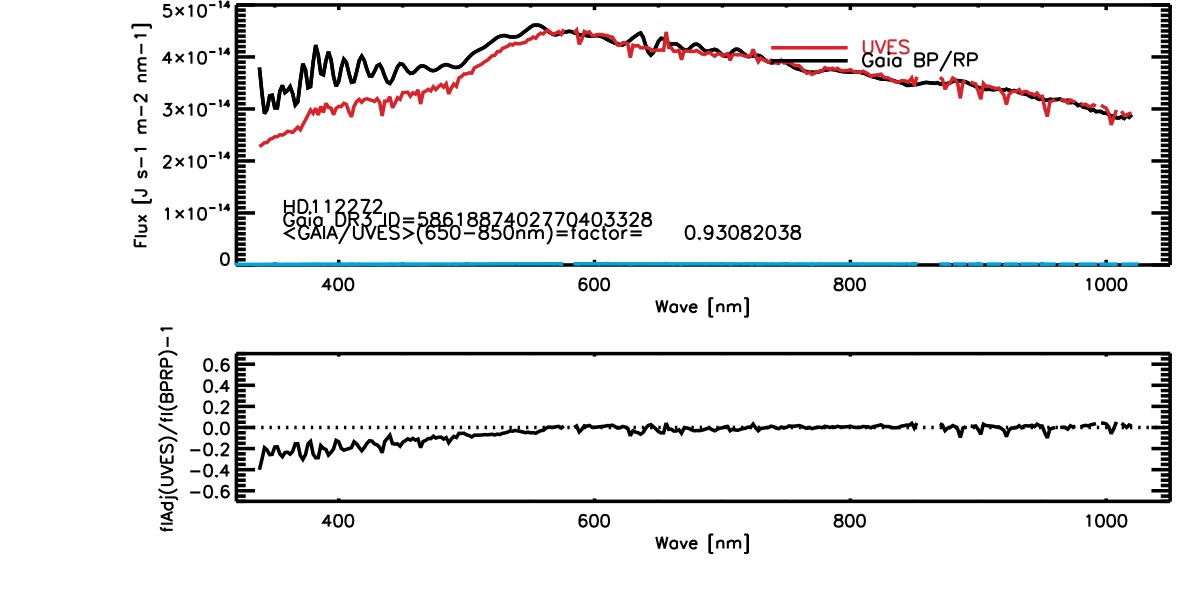 5×10−14
4×10−14
3×10−14
2×10−14
1×10−14
0
Flux [J s−1 m−2 nm−1]
UVES
Gaia BP/RP
HD112272
Gaia DR3 ID=5861887402770403328
<GAIA/UVES>(650−850nm)=factor= 0.93082038
400 600 800 1000
Wave [nm]
flAdj(UVES)/fl(BPRP)−1
0.6
0.4
0.2
0.0
−0.2
−0.4
−0.6
400 600 800 1000
Wave [nm]